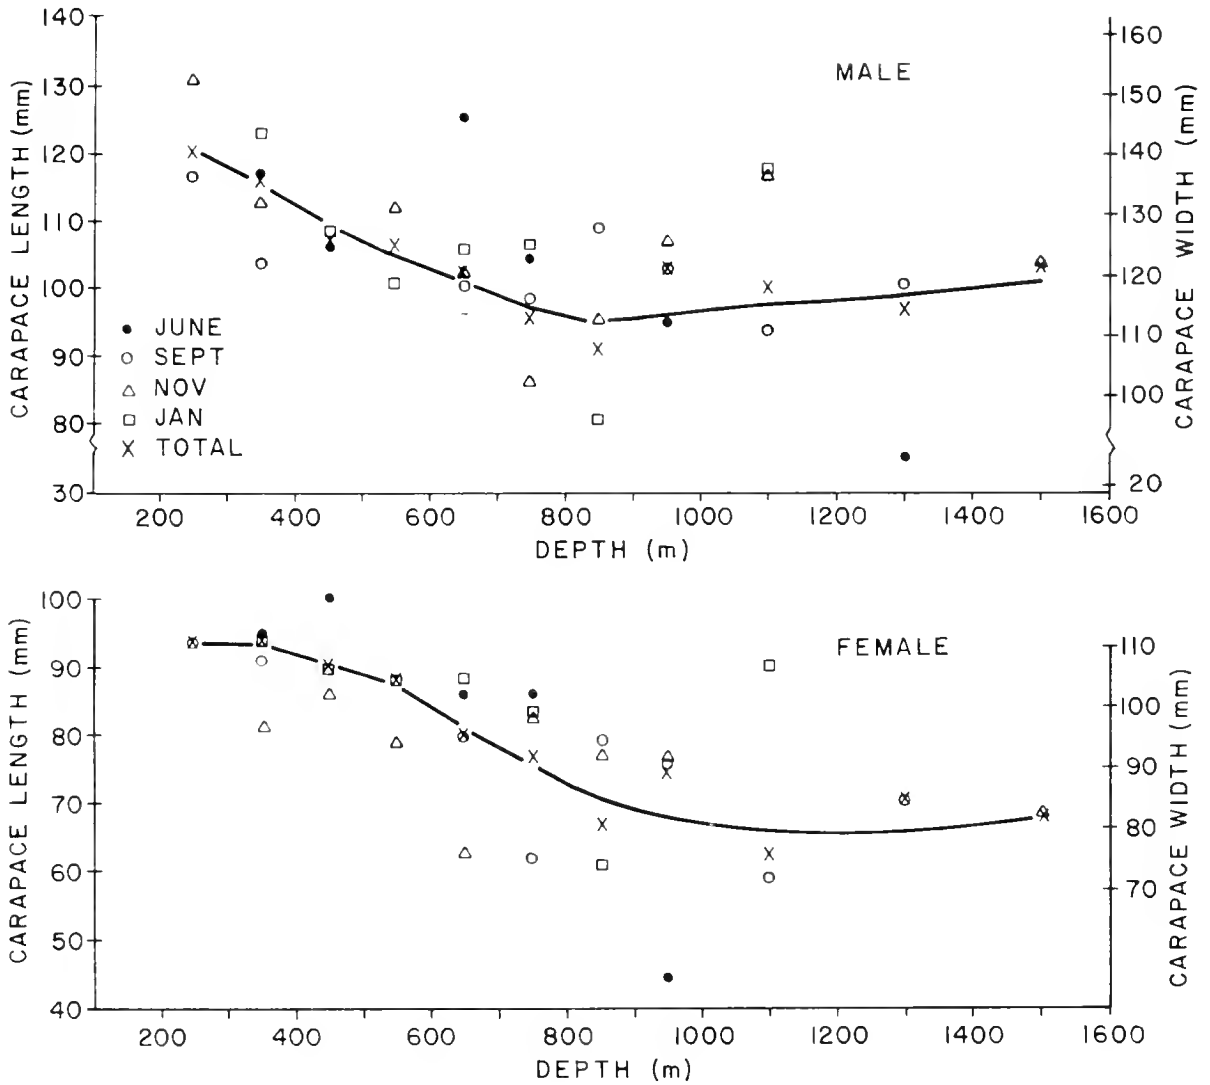 140
130
120
110
100
90
80
30
CARAPACE LENGTH (mm)
MALE
160
150
140
130
120
110
100
20
CARAPACE WIDTH (mm)
JUNE
SEPT
NOV
JAN
TOTAL
200 400 600 800 1000 1200 1400 1600
DEPTH (m)
100
90
80
70
60
50
40
CARAPACE LENGTH (mm)
FEMALE
110
100
90
80
70
CARAPACE WIDTH (mm)
200 400 600 800 1000 1200 1400 1600
DEPTH (m)